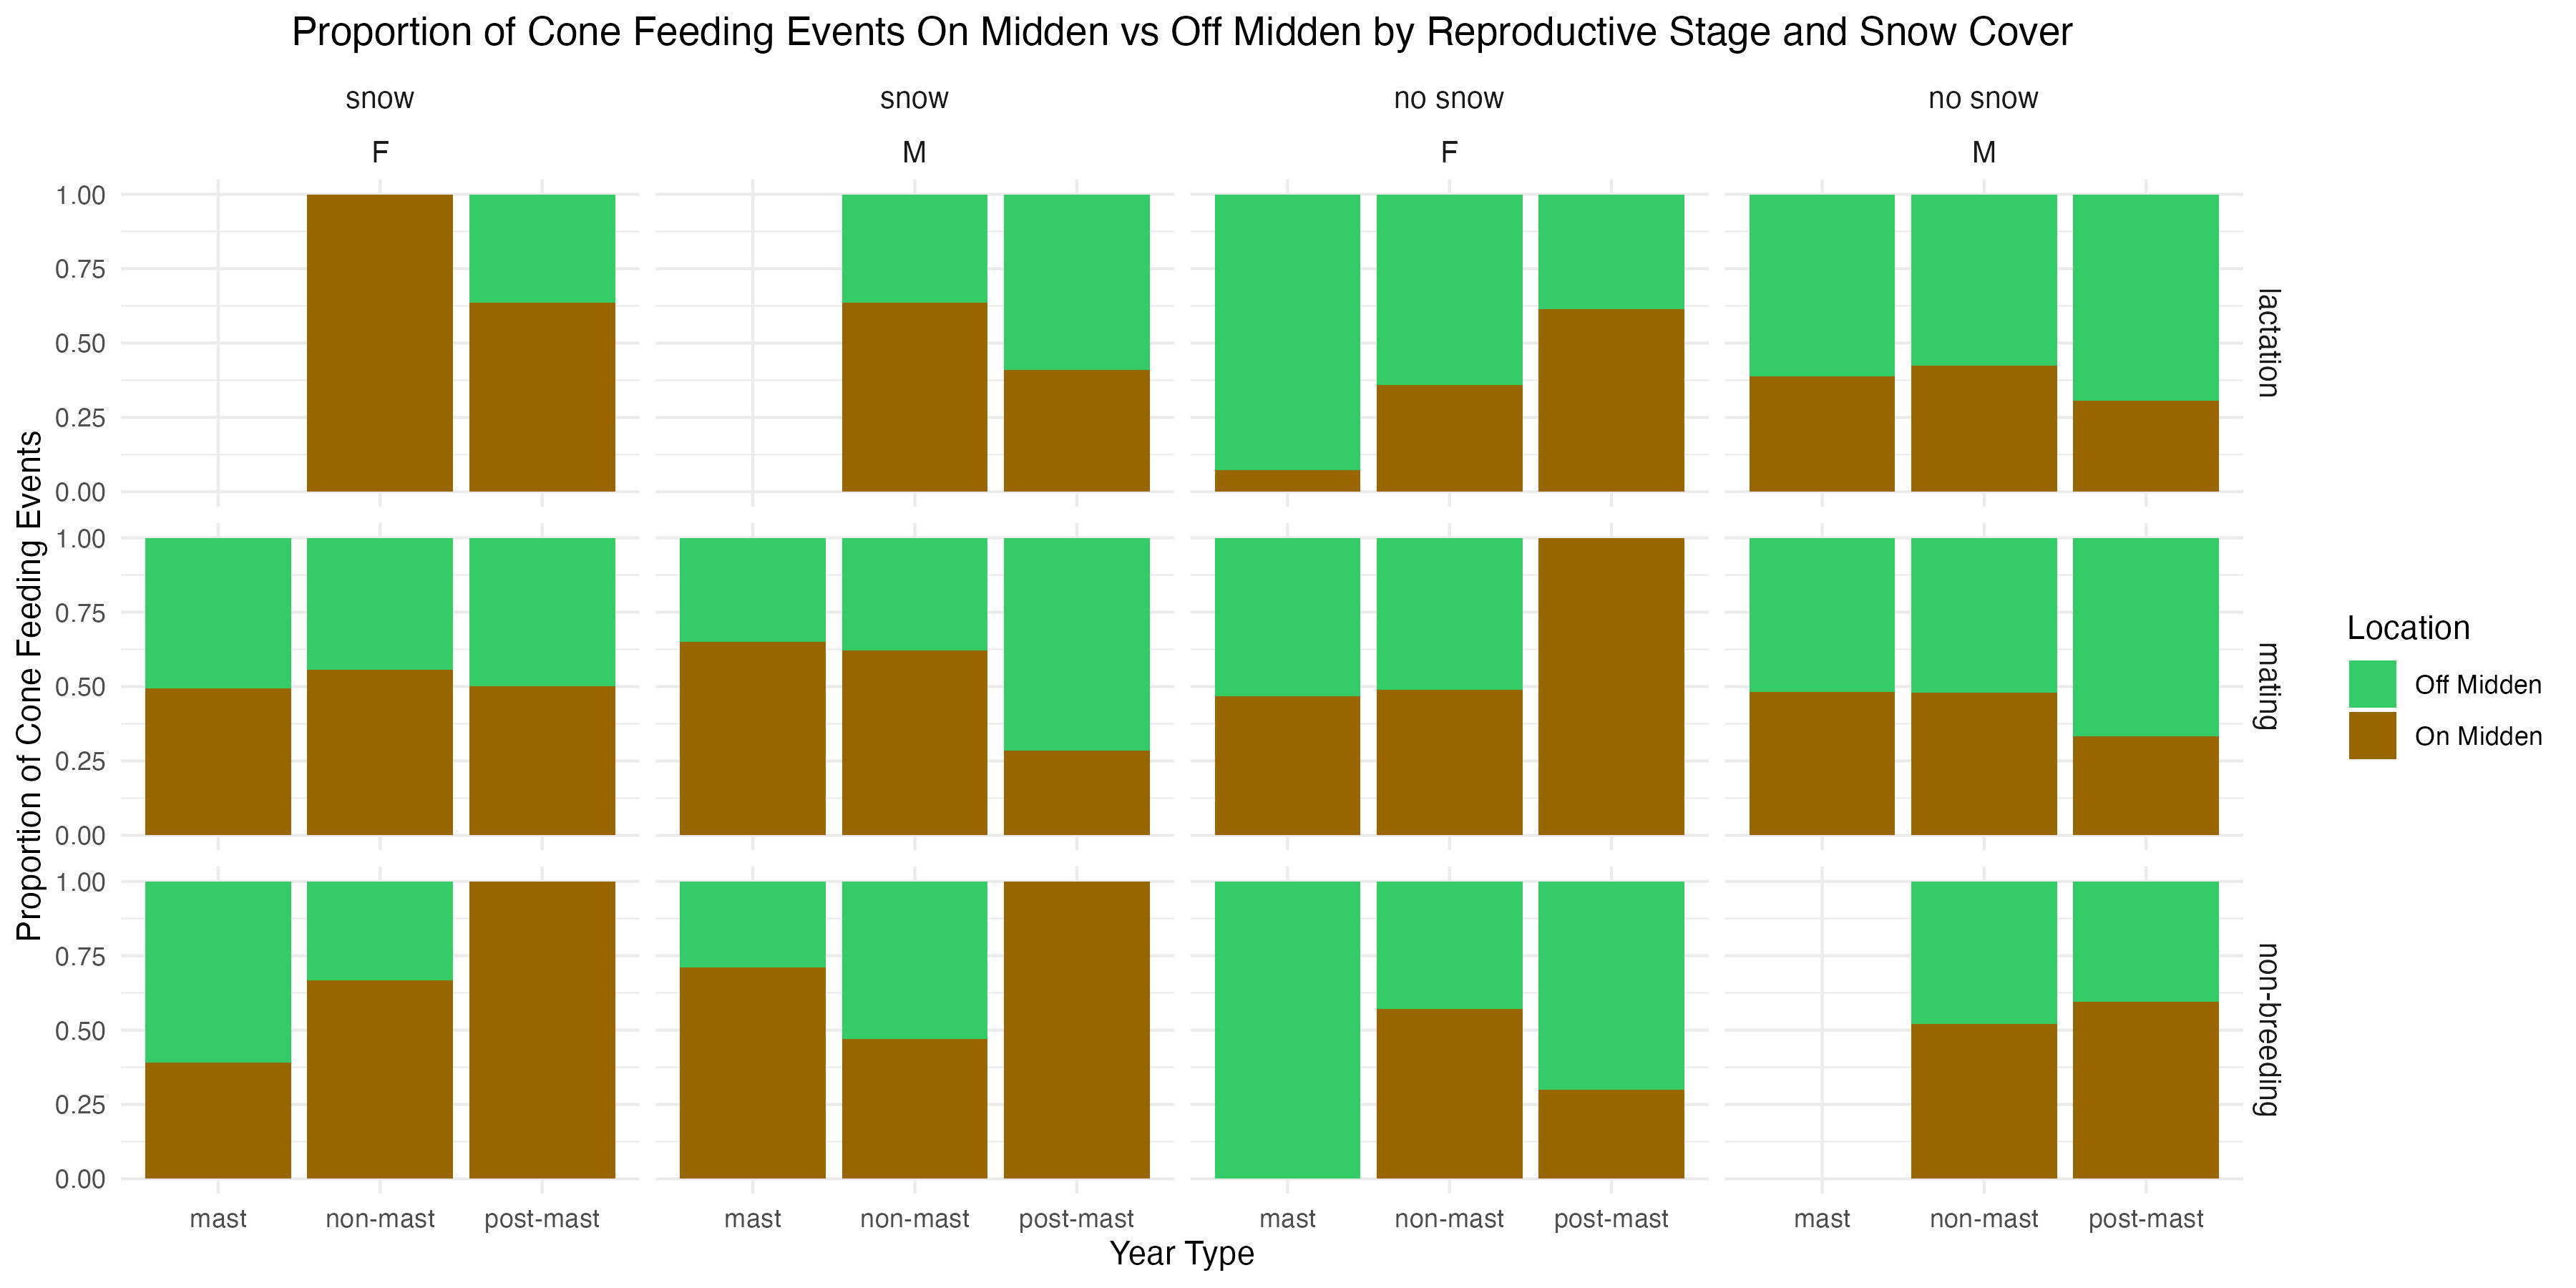 Proportion of Cone Feeding Events On Midden vs Off Midden by Reproductive Stage and Snow Cover
snow snow no snow no snow
F M F M
1.00
0.75
0.50
0.25
0.00
lactation
1.00
0.75
0.50
0.25
0.00
mating
1.00
0.75
0.50
0.25
0.00
non-breeding
Proportion of Cone Feeding Events
mast non-mast post-mast mast non-mast post-mast mast non-mast post-mast mast non-mast post-mast
Year Type
Location
Off Midden
On Midden